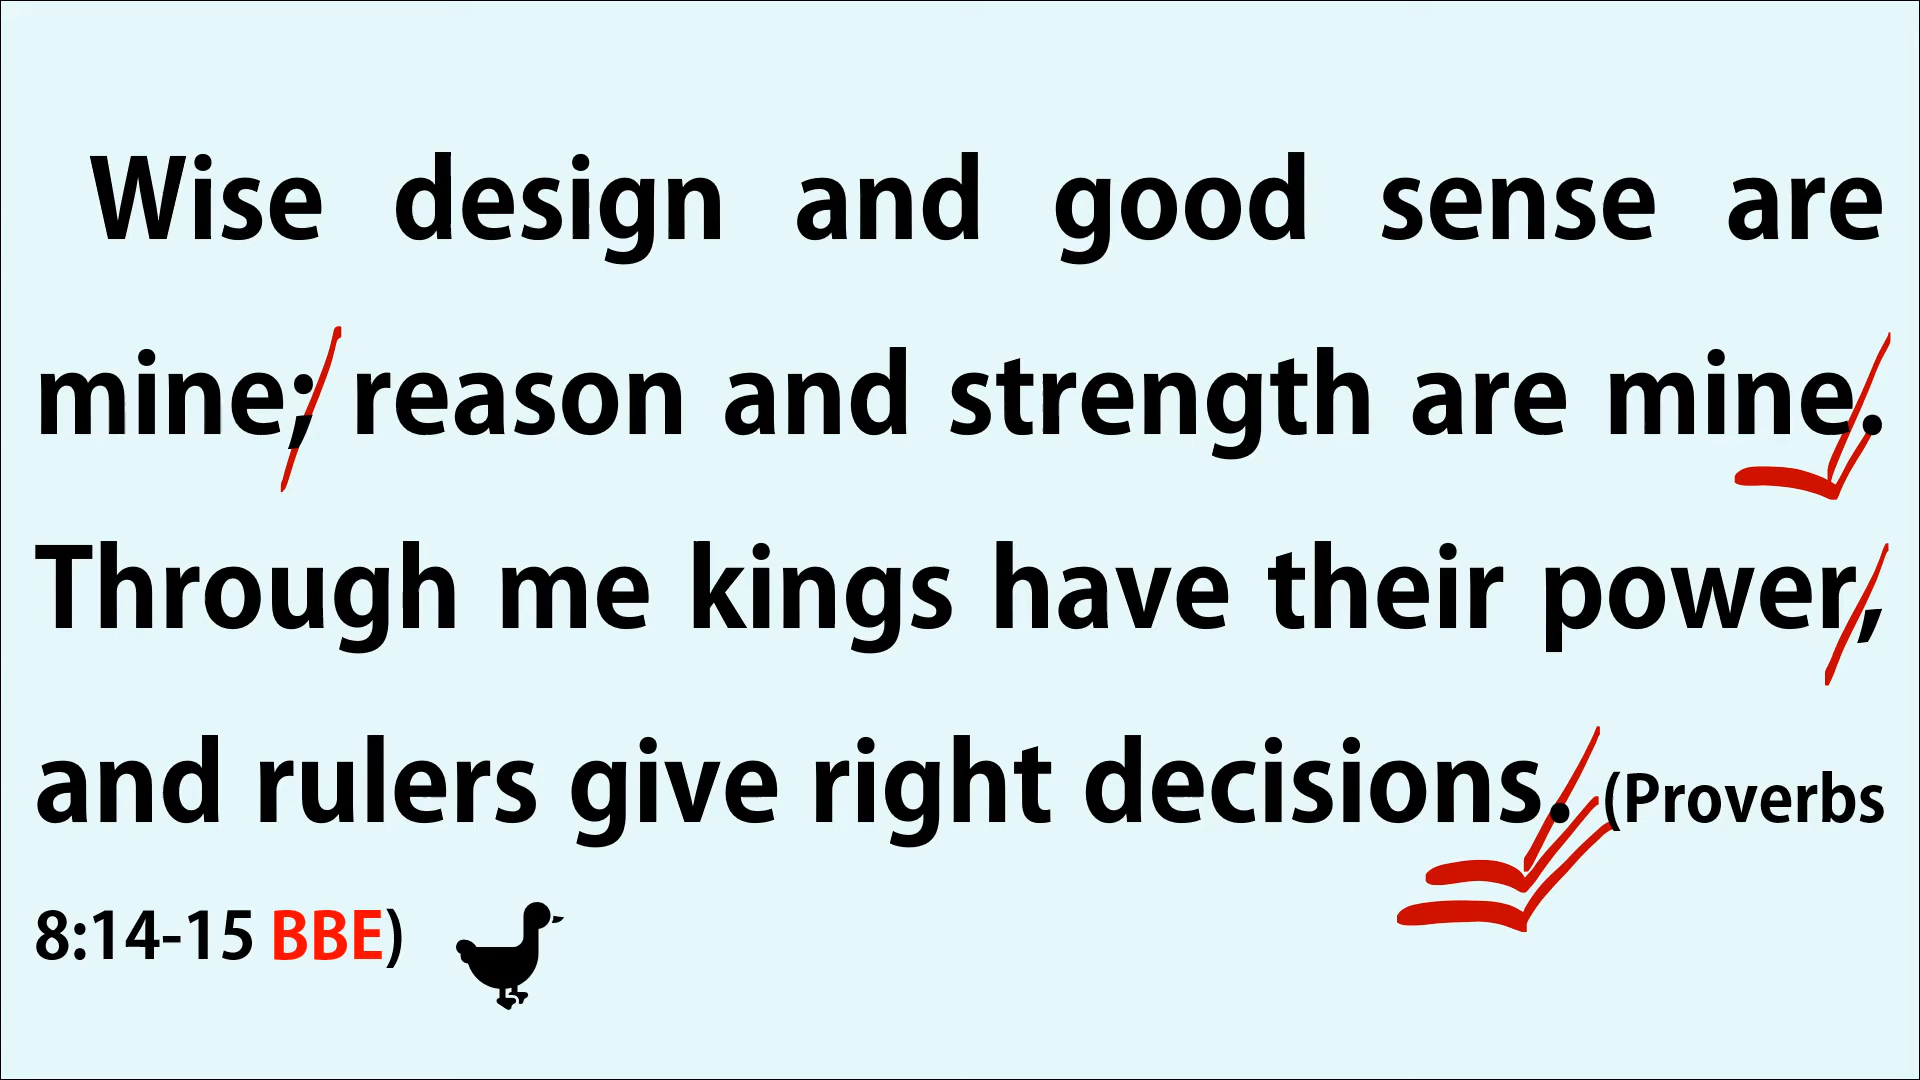 Wise design and good sense are
mine; reason and strength are mine.
Through me kings have their power,
and rulers give right decisions. (Proverbs
8:14-15 BBE)